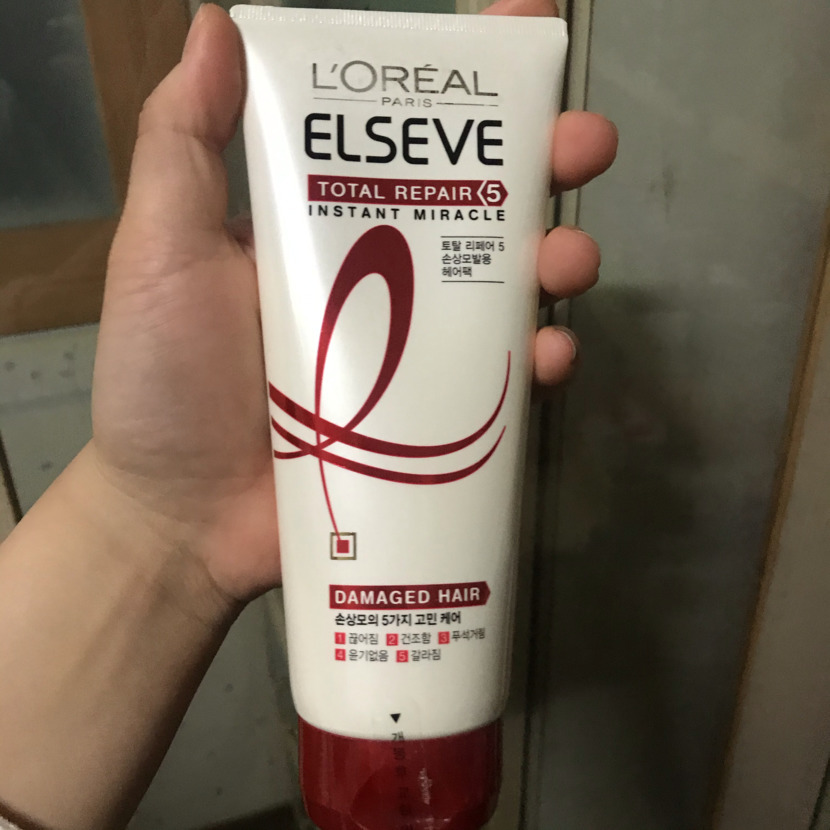 L'ORÉAL
PARIS
ELSEVE
TOTAL REPAIR 5
INSTANT MIRACLE
토탈 리페어 5
손상모발용
헤어팩
DAMAGED HAIR
손상모의 5가지 고민 케어
1 끊어짐 2 건조함 3 푸석거림
4 윤기없음 5 갈라짐